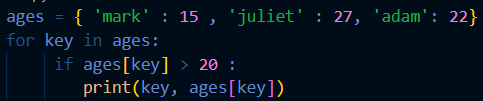 ages = { 'mark' : 15 , 'juliet' : 27, 'adam': 22}
for key in ages:
    if ages[key] > 20 :
       print(key, ages[key])